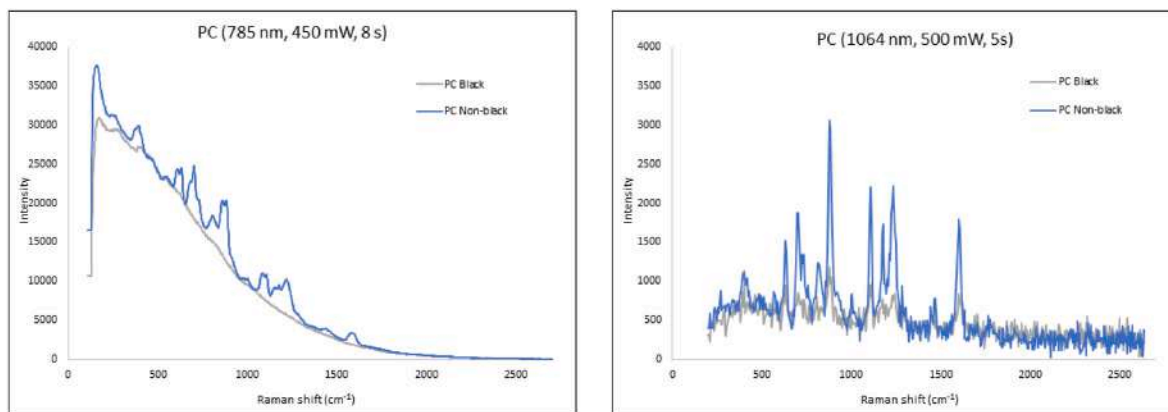 PC (785 nm, 450 mW, 8 s)
40000
35000
30000
25000
20000
15000
10000
5000
0
Intensity
PC Black
PC Non-black
0 500 1000 1500 2000 2500
Raman shift (cm⁻¹)
PC (1064 nm, 500 mW, 5s)
4000
3500
3000
2500
2000
1500
1000
500
0
Intensity
PC Black
PC Non-black
0 500 1000 1500 2000 2500
Raman shift (cm⁻¹)